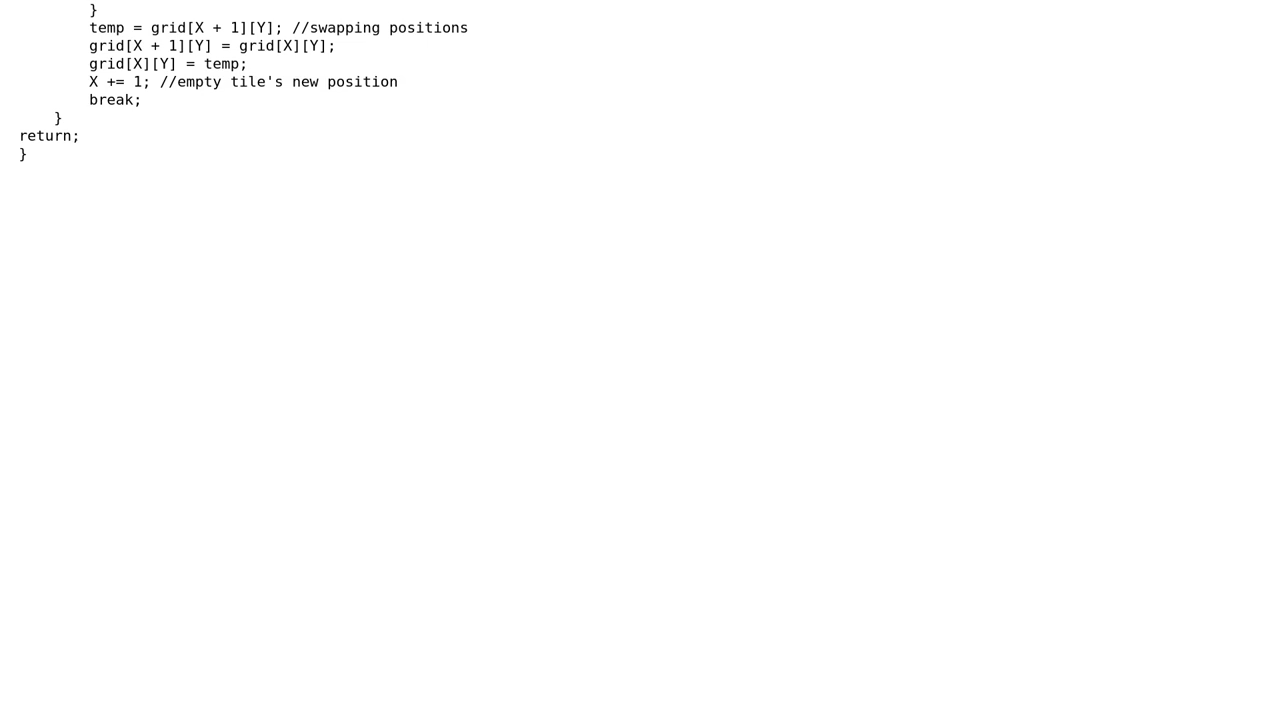 }
        temp = grid[X + 1][Y]; //swapping positions
        grid[X + 1][Y] = grid[X][Y];
        grid[X][Y] = temp;
        X += 1; //empty tile's new position
        break;
    }
return;
}